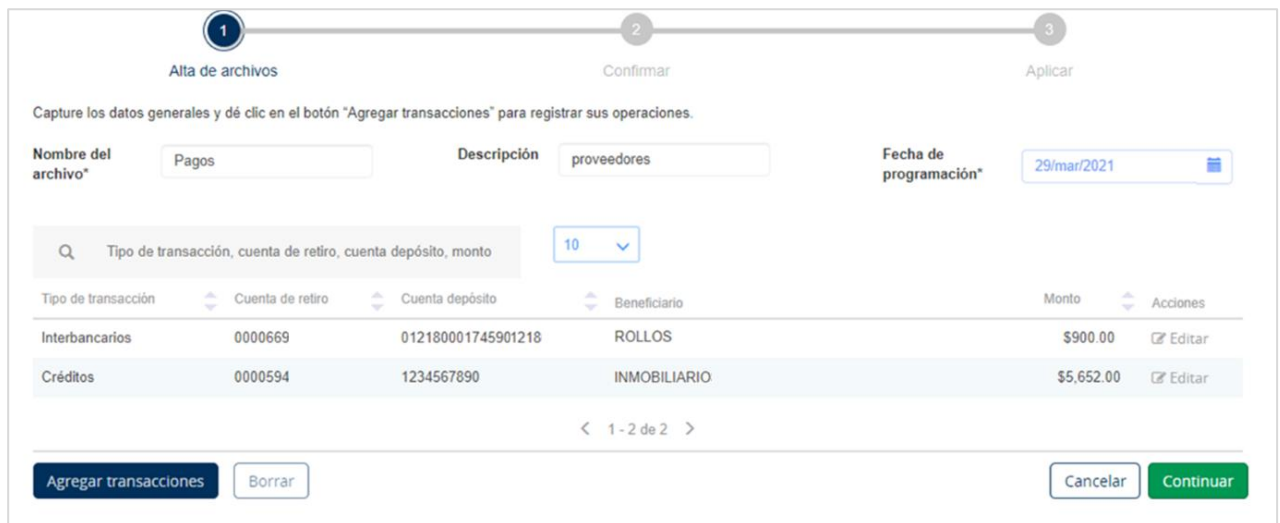 1 2 3
Alta de archivos Confirmar Aplicar
Capture los datos generales y dé clic en el botón “Agregar transacciones” para registrar sus operaciones.
Nombre del archivo* Pagos Descripción proveedores Fecha de programación* 29/mar/2021
Tipo de transacción, cuenta de retiro, cuenta depósito, monto 10
Tipo de transacción Cuenta de retiro Cuenta depósito Beneficiario Monto Acciones
Interbancarios 0000669 012180001745901218 ROLLOS $900.00 Editar
Créditos 0000594 1234567890 INMOBILIARIO $5,652.00 Editar
< 1 - 2 de 2 >
Agregar transacciones Borrar Cancelar Continuar